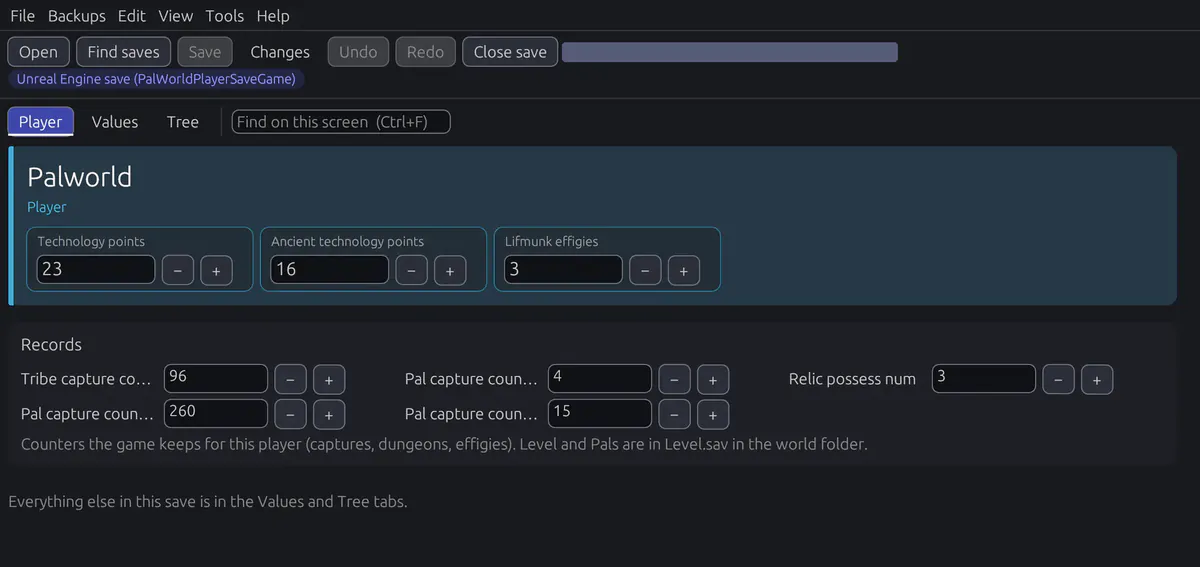 File Backups Edit View Tools Help
Open Find saves Save Changes Undo Redo Close save
Unreal Engine save (PalWorldPlayerSaveGame)
Player Values Tree Find on this screen (Ctrl+F)
Palworld
Player
Technology points Ancient technology points Lifmunk effigies
23 − + 16 − + 3 − +
Records
Tribe capture co… 96 − + Pal capture coun… 4 − + Relic possess num 3 − +
Pal capture coun… 260 − + Pal capture coun… 15 − +
Counters the game keeps for this player (captures, dungeons, effigies). Level and Pals are in Level.sav in the world folder.
Everything else in this save is in the Values and Tree tabs.